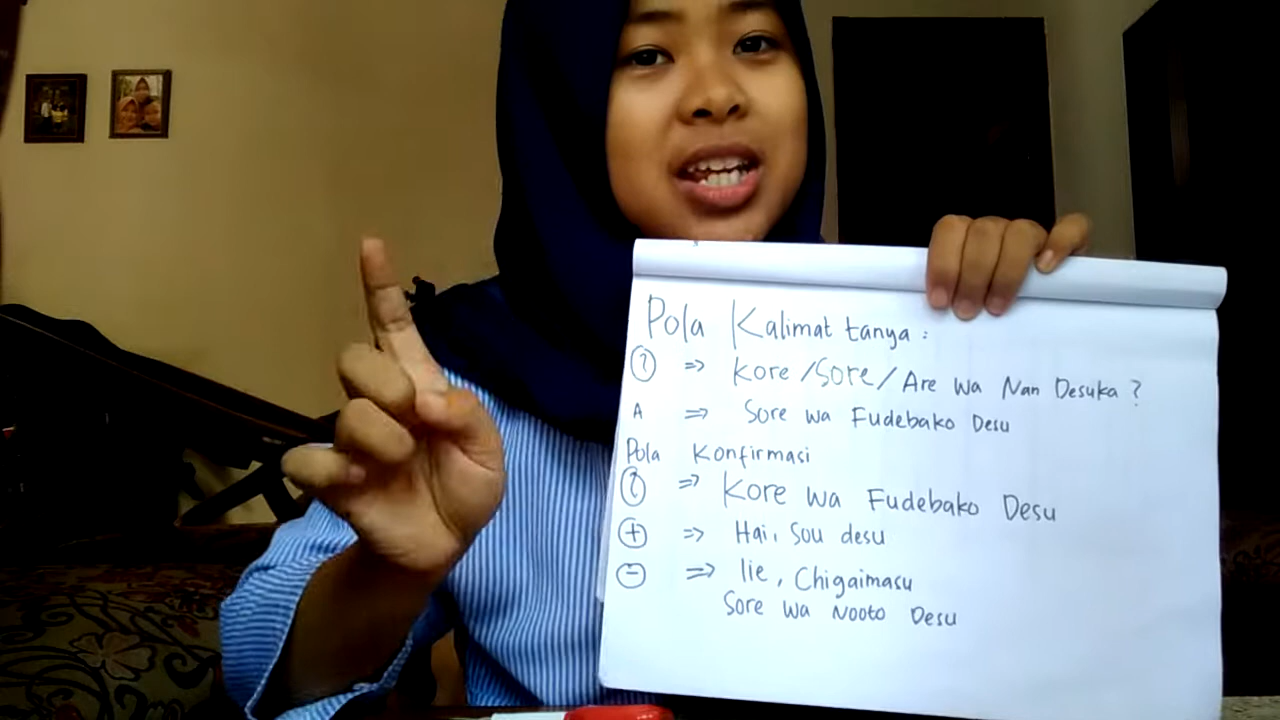 Pola Kalimat tanya :
? => Kore /Sore/ Are wa Nan Desuka ?
A => Sore wa Fudebako Desu
Pola Konfirmasi
? => Kore wa Fudebako Desu
+ => Hai, Sou desu
- => Iie, Chigaimasu
Sore wa Nooto Desu